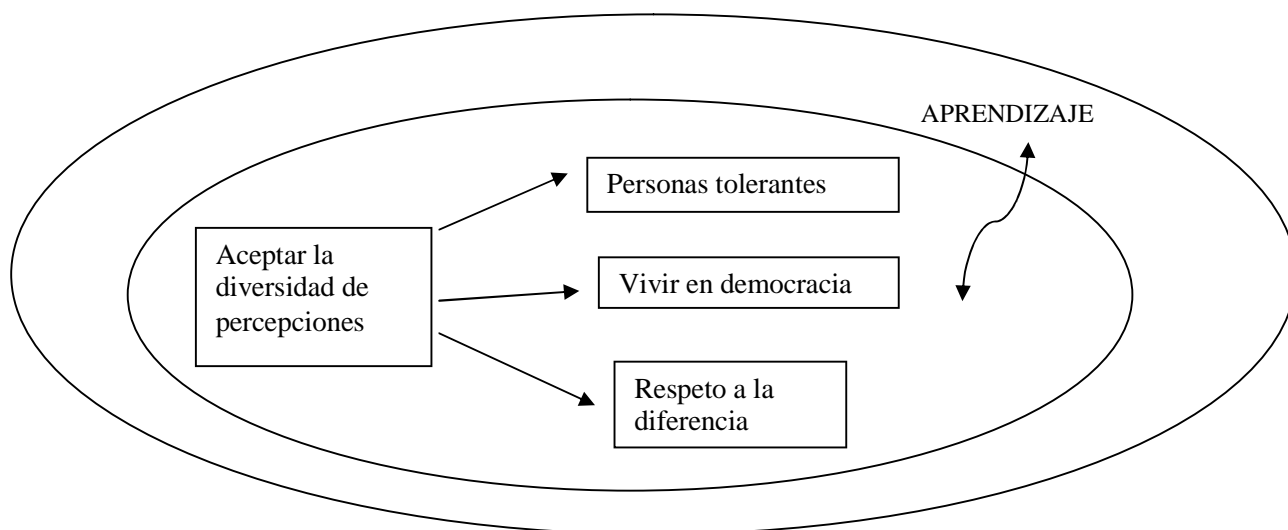 APRENDIZAJE
Personas tolerantes
Aceptar la
diversidad de
percepciones
Vivir en democracia
Respeto a la
diferencia